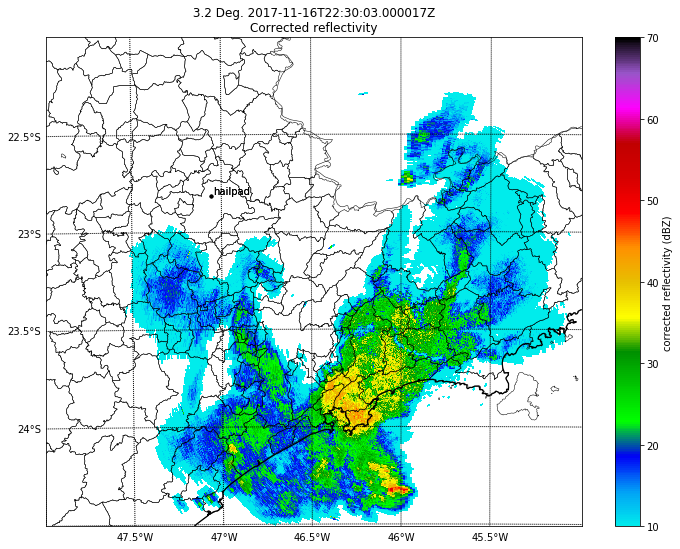 3.2 Deg. 2017-11-16T22:30:03.000017Z
Corrected reflectivity
70
60
50
40
30
20
10
corrected reflectivity (dBZ)
22.5°S
23°S
23.5°S
24°S
hailpad
47.5°W
47°W
46.5°W
46°W
45.5°W